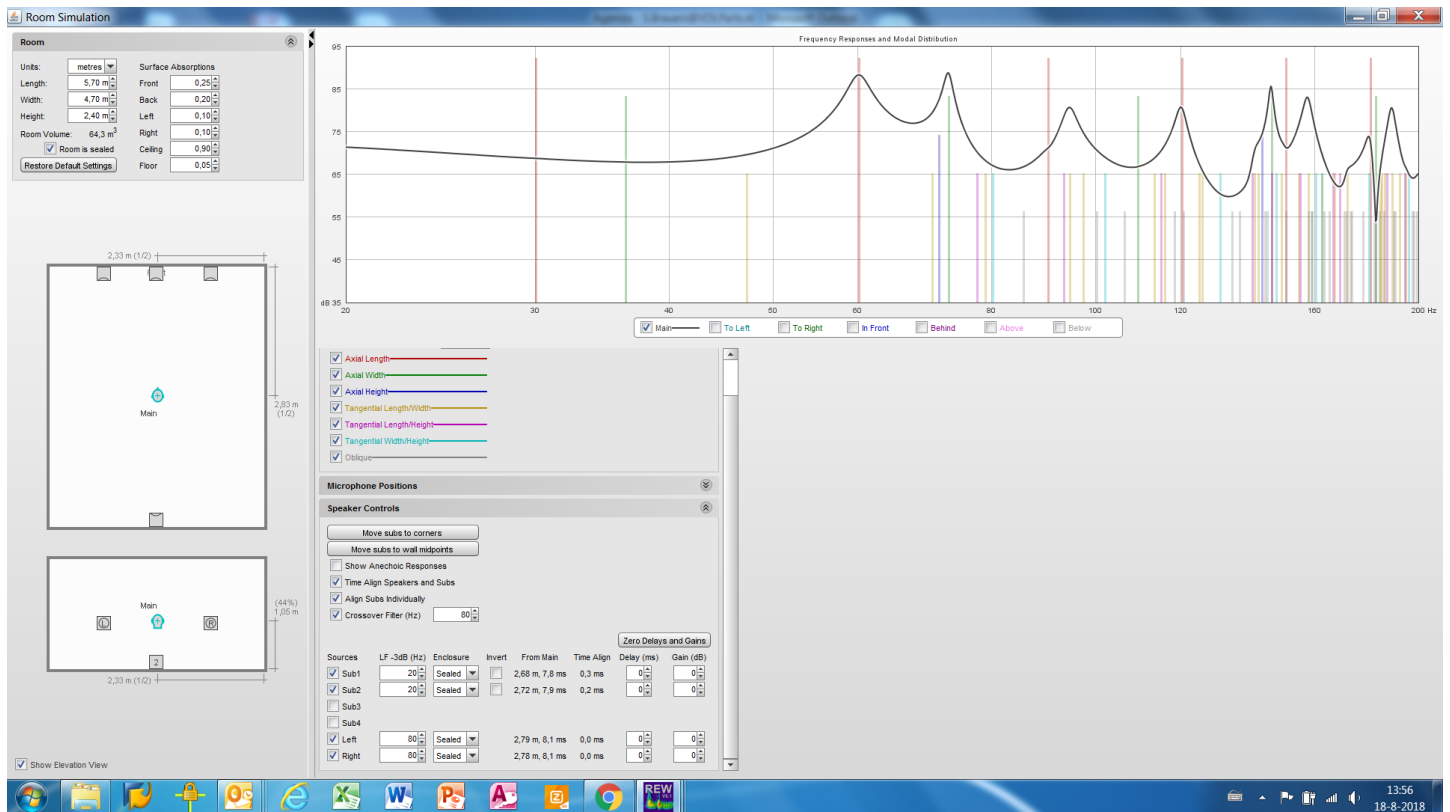 Room Simulation
Room
Units: metres Surface Absorptions
Length: 5,70 m Front 0,25
Width: 4,70 m Back 0,20
Height: 2,40 m Left 0,10
Room Volume: 64,3 m3 Right 0,10
Room is sealed Ceiling 0,90
Restore Default Settings Floor 0,05
2,33 m (1/2)
Main
2,83 m
(1/2)
Main
L R
2
(44%)
1,05 m
2,33 m (1/2)
Show Elevation View
Frequency Responses and Modal Distribution
95
85
75
65
55
45
dB 35
20 30 40 50 60 80 100 120 160 200 Hz
Main To Left To Right In Front Behind Above Below
Axial Length
Axial Width
Axial Height
Tangential Length/Width
Tangential Length/Height
Tangential Width/Height
Oblique
Microphone Positions
Speaker Controls
Move subs to corners
Move subs to wall midpoints
Show Anechoic Responses
Time Align Speakers and Subs
Align Subs Individually
Crossover Filter (Hz) 80
Zero Delays and Gains
Sources LF -3dB (Hz) Enclosure Invert From Main Time Align Delay (ms) Gain (dB)
Sub1 20 Sealed 2,68 m, 7,8 ms 0,3 ms 0 0
Sub2 20 Sealed 2,72 m, 7,9 ms 0,2 ms 0 0
Sub3
Sub4
Left 80 Sealed 2,79 m, 8,1 ms 0,0 ms 0 0
Right 80 Sealed 2,78 m, 8,1 ms 0,0 ms 0 0
REW
13:56
18-8-2018